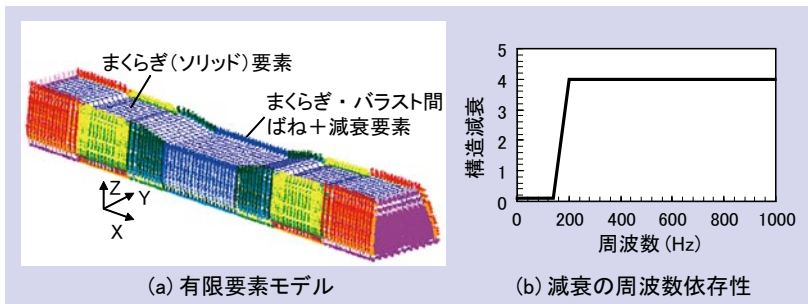 まくらぎ（ソリッド）要素
まくらぎ・バラスト間
ばね＋減衰要素
Z
Y
X
(a) 有限要素モデル
5
4
3
2
1
0
構造減衰
0 200 400 600 800 1000
周波数 (Hz)
(b) 減衰の周波数依存性